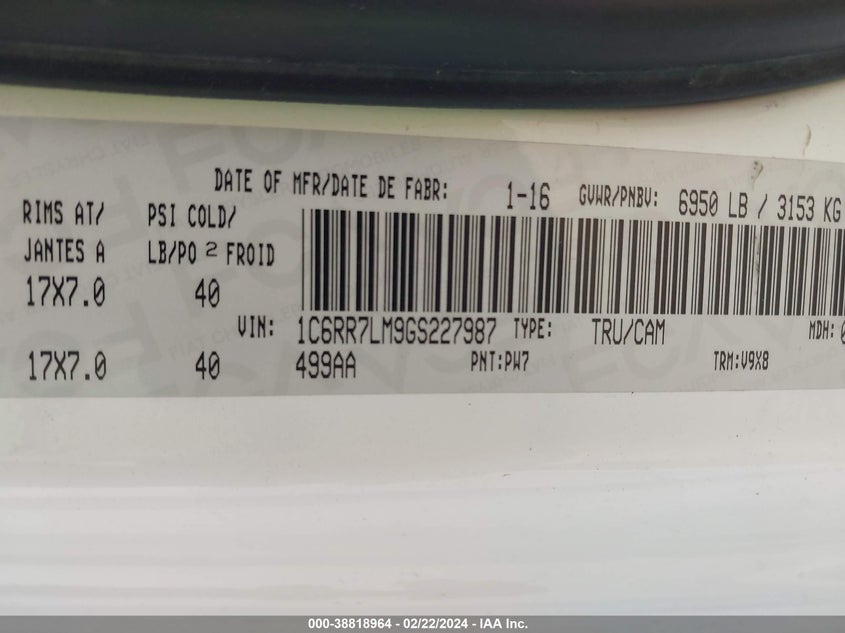 DATE OF MFR/DATE DE FABR: 1-16 GVWR/PNBV: 6950 LB / 3153 KG
RIMS AT/ PSI COLD/
JANTES A LB/PO 2 FROID
17X7.0 40
VIN: 1C6RR7LM9GS227987 TYPE: TRU/CAM MDH: 0
17X7.0 40 499AA PNT:PW7 TRM:V9X8
000-38818964 - 02/22/2024 - IAA Inc.